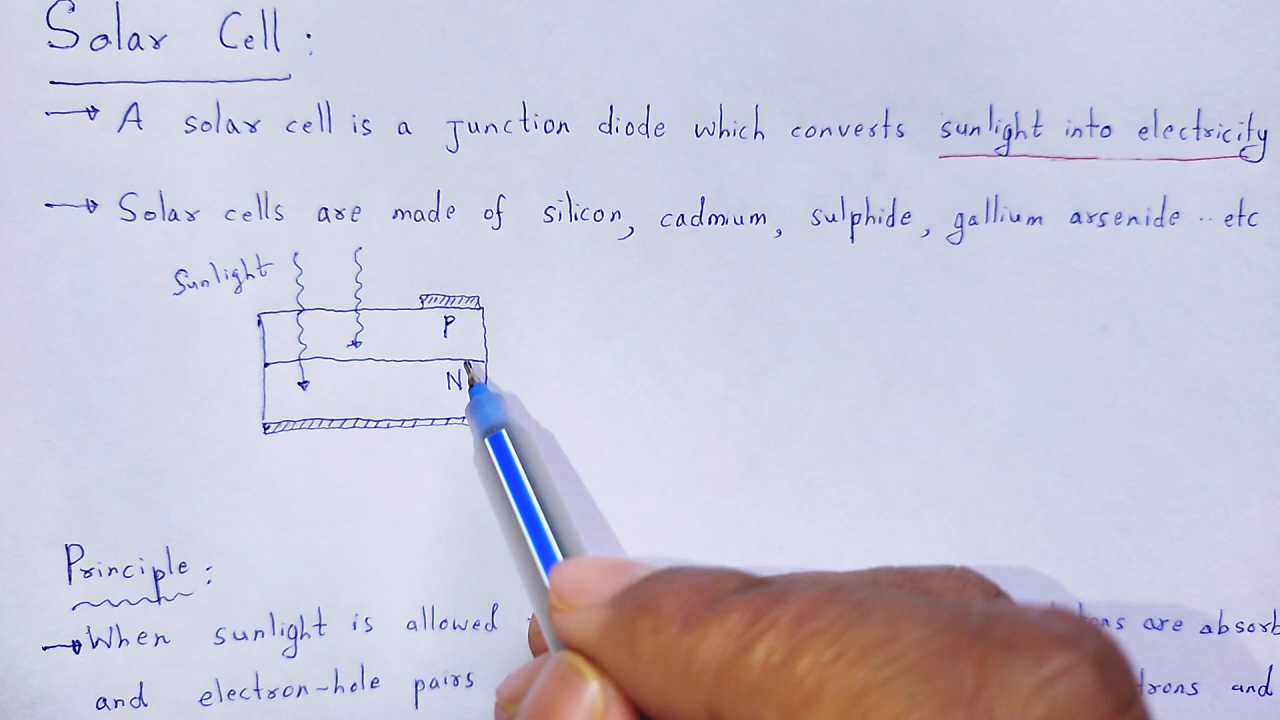 Solar Cell :
→ A solar cell is a junction diode which converts sunlight into electricity
→ Solar cells are made of silicon, cadmium, sulphide, gallium arsenide .. etc
Sunlight
P
N
Principle :
→ When sunlight is allowed are absorb
and electron-hole pairs and